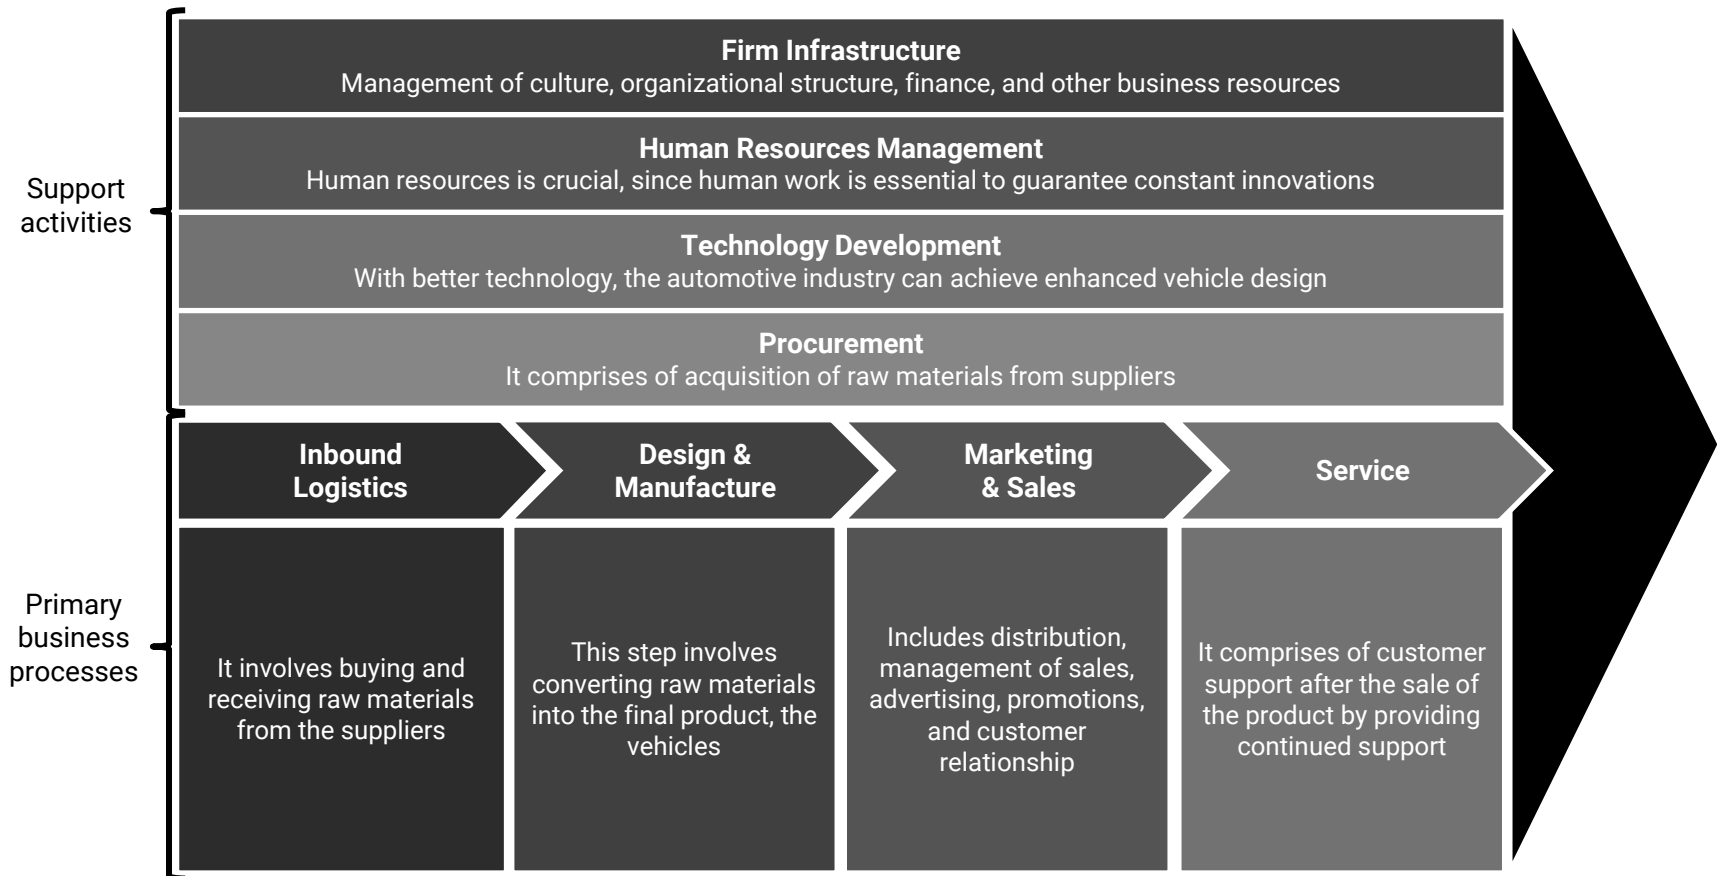 Support
activities
Firm Infrastructure
Management of culture, organizational structure, finance, and other business resources
Human Resources Management
Human resources is crucial, since human work is essential to guarantee constant innovations
Technology Development
With better technology, the automotive industry can achieve enhanced vehicle design
Procurement
It comprises of acquisition of raw materials from suppliers
Primary
business
processes
Inbound
Logistics
It involves buying and
receiving raw materials
from the suppliers
Design &
Manufacture
This step involves
converting raw materials
into the final product, the
vehicles
Marketing
& Sales
Includes distribution,
management of sales,
advertising, promotions,
and customer
relationship
Service
It comprises of customer
support after the sale of
the product by providing
continued support